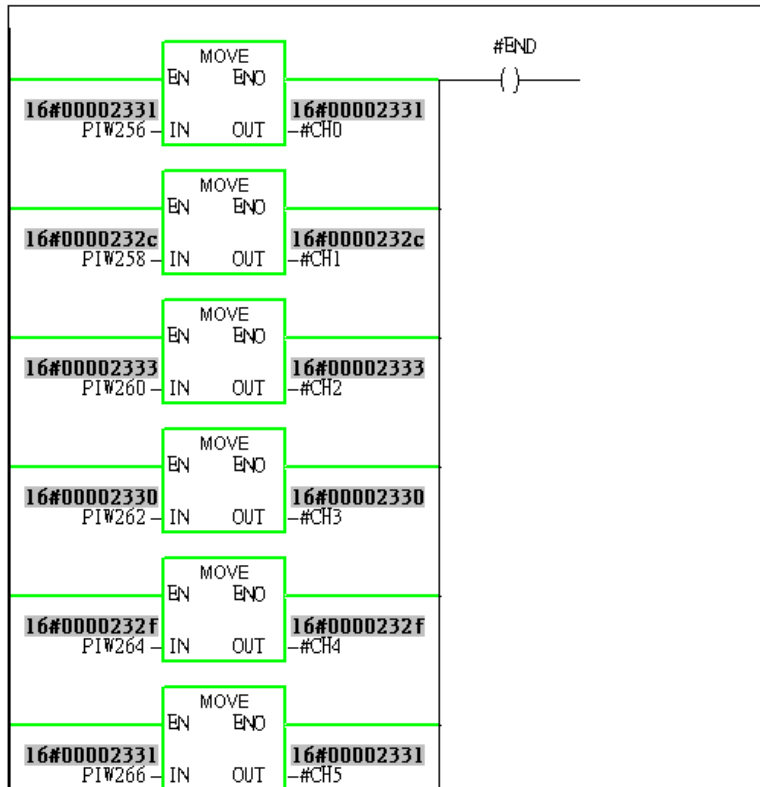 #END
MOVE
EN ENO
16#00002331 16#00002331
PIW256 IN OUT #CH0
MOVE
EN ENO
16#0000232c 16#0000232c
PIW258 IN OUT #CH1
MOVE
EN ENO
16#00002333 16#00002333
PIW260 IN OUT #CH2
MOVE
EN ENO
16#00002330 16#00002330
PIW262 IN OUT #CH3
MOVE
EN ENO
16#0000232f 16#0000232f
PIW264 IN OUT #CH4
MOVE
EN ENO
16#00002331 16#00002331
PIW266 IN OUT #CH5